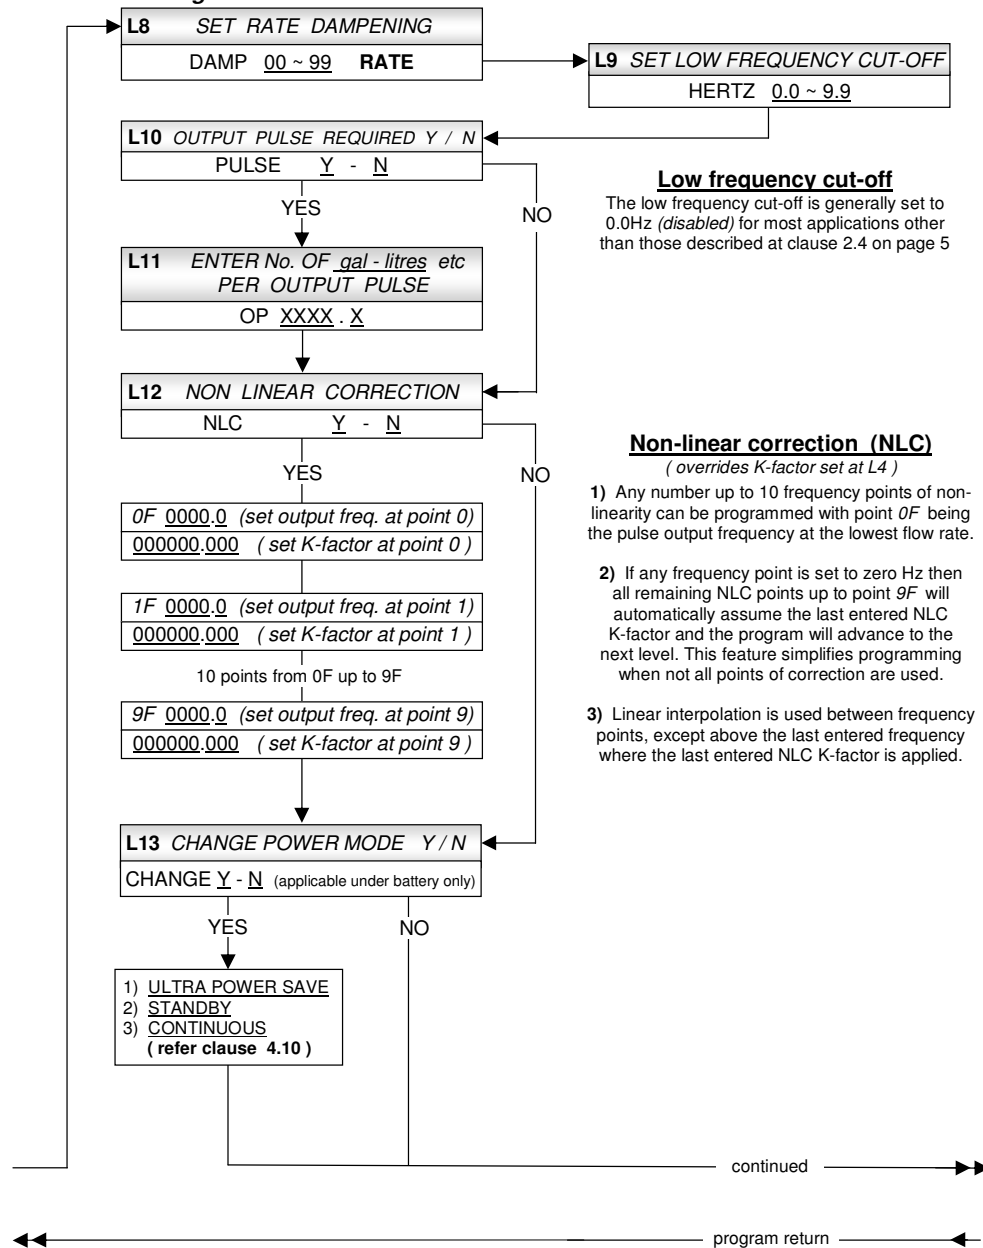 L8 SET RATE DAMPENING
DAMP 00 ~ 99 RATE
L9 SET LOW FREQUENCY CUT-OFF
HERTZ 0.0 ~ 9.9
L10 OUTPUT PULSE REQUIRED Y / N
PULSE Y - N
YES
NO
Low frequency cut-off
The low frequency cut-off is generally set to
0.0Hz (disabled) for most applications other
than those described at clause 2.4 on page 5
L11 ENTER No. OF gal - litres etc
PER OUTPUT PULSE
OP XXXX . X
L12 NON LINEAR CORRECTION
NLC Y - N
YES
NO
Non-linear correction (NLC)
( overrides K-factor set at L4 )
1) Any number up to 10 frequency points of non-
linearity can be programmed with point 0F being
the pulse output frequency at the lowest flow rate.
2) If any frequency point is set to zero Hz then
all remaining NLC points up to point 9F will
automatically assume the last entered NLC
K-factor and the program will advance to the
next level. This feature simplifies programming
when not all points of correction are used.
3) Linear interpolation is used between frequency
points, except above the last entered frequency
where the last entered NLC K-factor is applied.
0F 0000.0 (set output freq. at point 0)
000000.000 ( set K-factor at point 0 )
1F 0000.0 (set output freq. at point 1)
000000.000 ( set K-factor at point 1 )
10 points from 0F up to 9F
9F 0000.0 (set output freq. at point 9)
000000.000 ( set K-factor at point 9 )
L13 CHANGE POWER MODE Y / N
CHANGE Y - N (applicable under battery only)
YES
NO
1) ULTRA POWER SAVE
2) STANDBY
3) CONTINUOUS
( refer clause 4.10 )
continued
program return